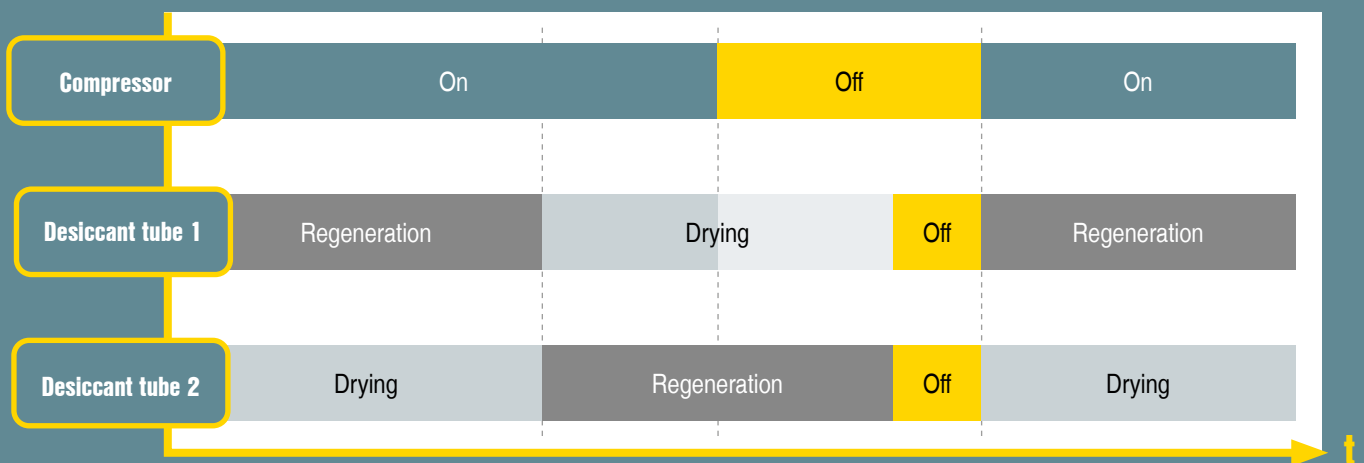 Compressor
On
Off
On
Desiccant tube 1
Regeneration
Drying
Off
Regeneration
Desiccant tube 2
Drying
Regeneration
Off
Drying
t